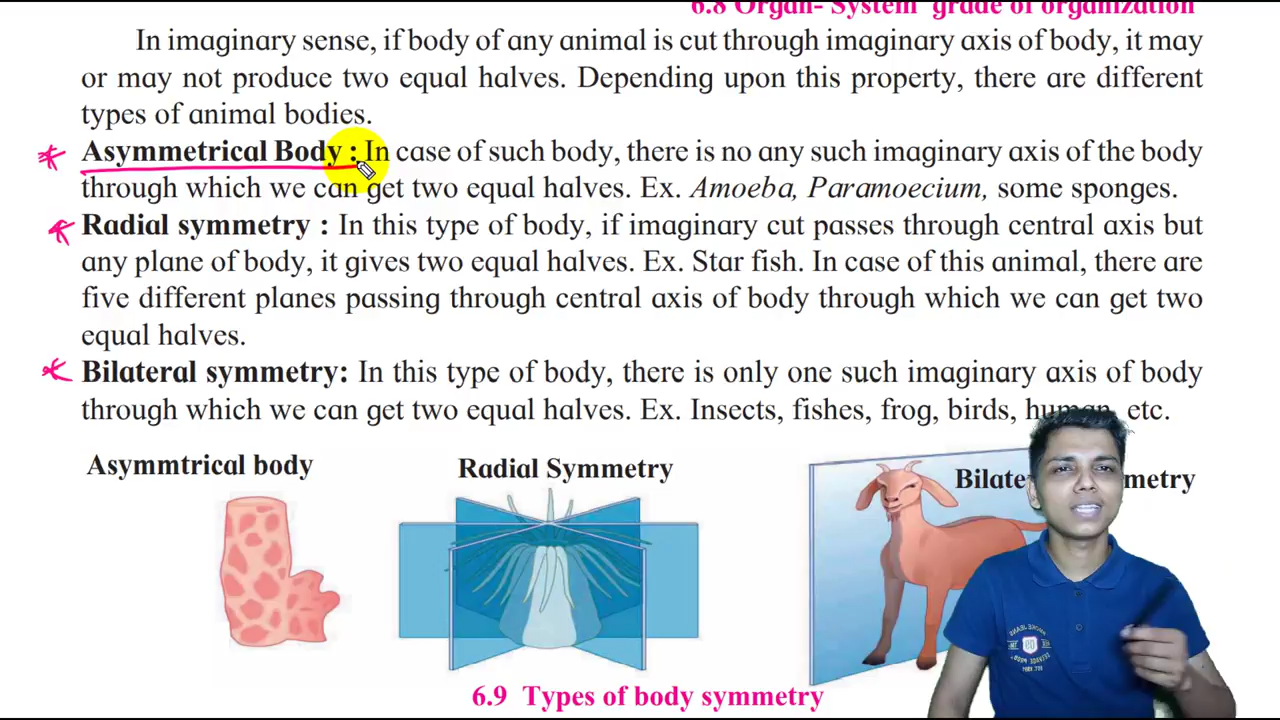 6.8 Organ- System grade of organization
In imaginary sense, if body of any animal is cut through imaginary axis of body, it may
or may not produce two equal halves. Depending upon this property, there are different
types of animal bodies.
Asymmetrical Body : In case of such body, there is no any such imaginary axis of the body
through which we can get two equal halves. Ex. Amoeba, Paramoecium, some sponges.
Radial symmetry : In this type of body, if imaginary cut passes through central axis but
any plane of body, it gives two equal halves. Ex. Star fish. In case of this animal, there are
five different planes passing through central axis of body through which we can get two
equal halves.
Bilateral symmetry: In this type of body, there is only one such imaginary axis of body
through which we can get two equal halves. Ex. Insects, fishes, frog, birds, human, etc.
Asymmtrical body
Radial Symmetry
6.9 Types of body symmetry